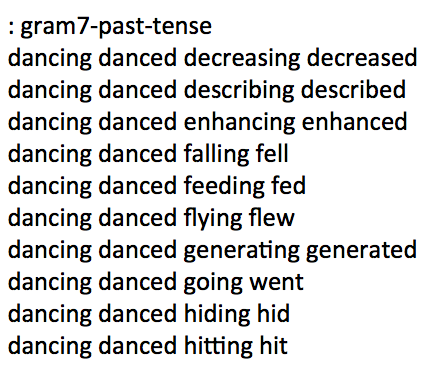 : gram7-past-tense
dancing danced decreasing decreased
dancing danced describing described
dancing danced enhancing enhanced
dancing danced falling fell
dancing danced feeding fed
dancing danced flying flew
dancing danced generating generated
dancing danced going went
dancing danced hiding hid
dancing danced hitting hit